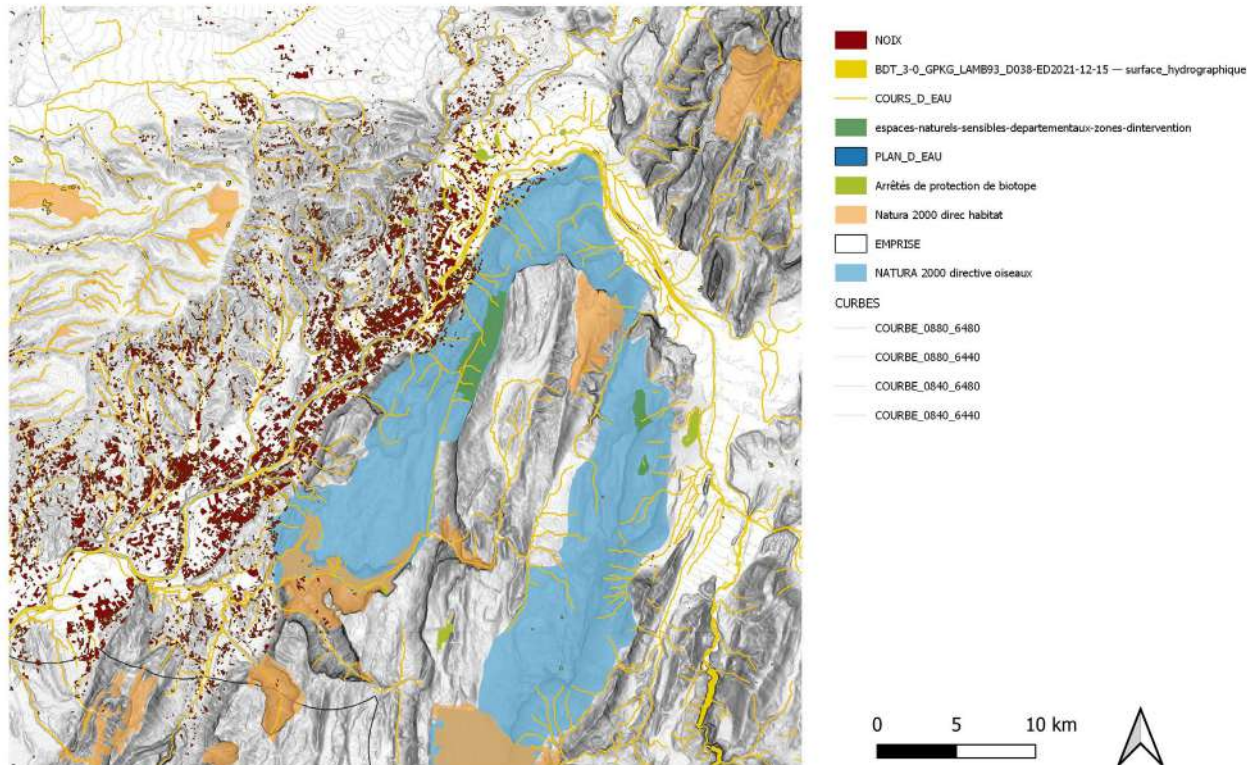 NOIX
BDT_3-0_GPKG_LAMB93_D038-ED2021-12-15 — surface_hydrographique
COURS_D_EAU
espaces-naturels-sensibles-departementaux-zones-dintervention
PLAN_D_EAU
Arrêtés de protection de biotope
Natura 2000 direc habitat
EMPRISE
NATURA 2000 directive oiseaux
CURBES
COURBE_0880_6480
COURBE_0880_6440
COURBE_0840_6480
COURBE_0840_6440
0 5 10 km